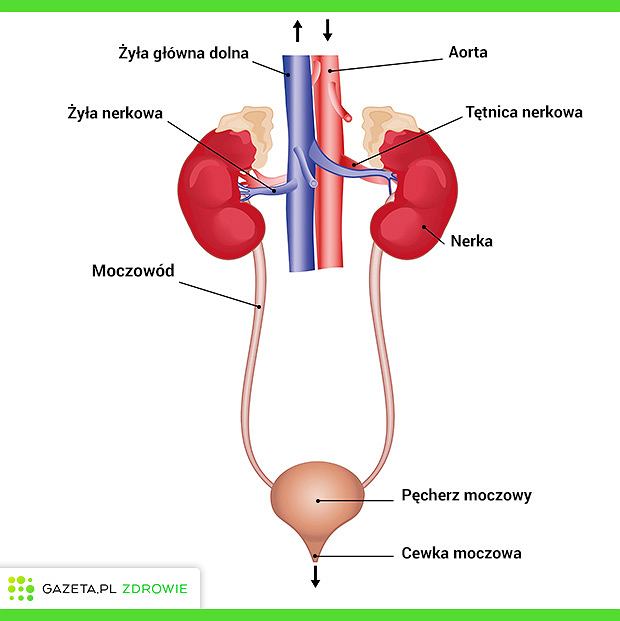 Żyła główna dolna
Aorta
Żyła nerkowa
Tętnica nerkowa
Nerka
Moczowód
Pęcherz moczowy
Cewka moczowa
GAZETA.PL ZDROWIE